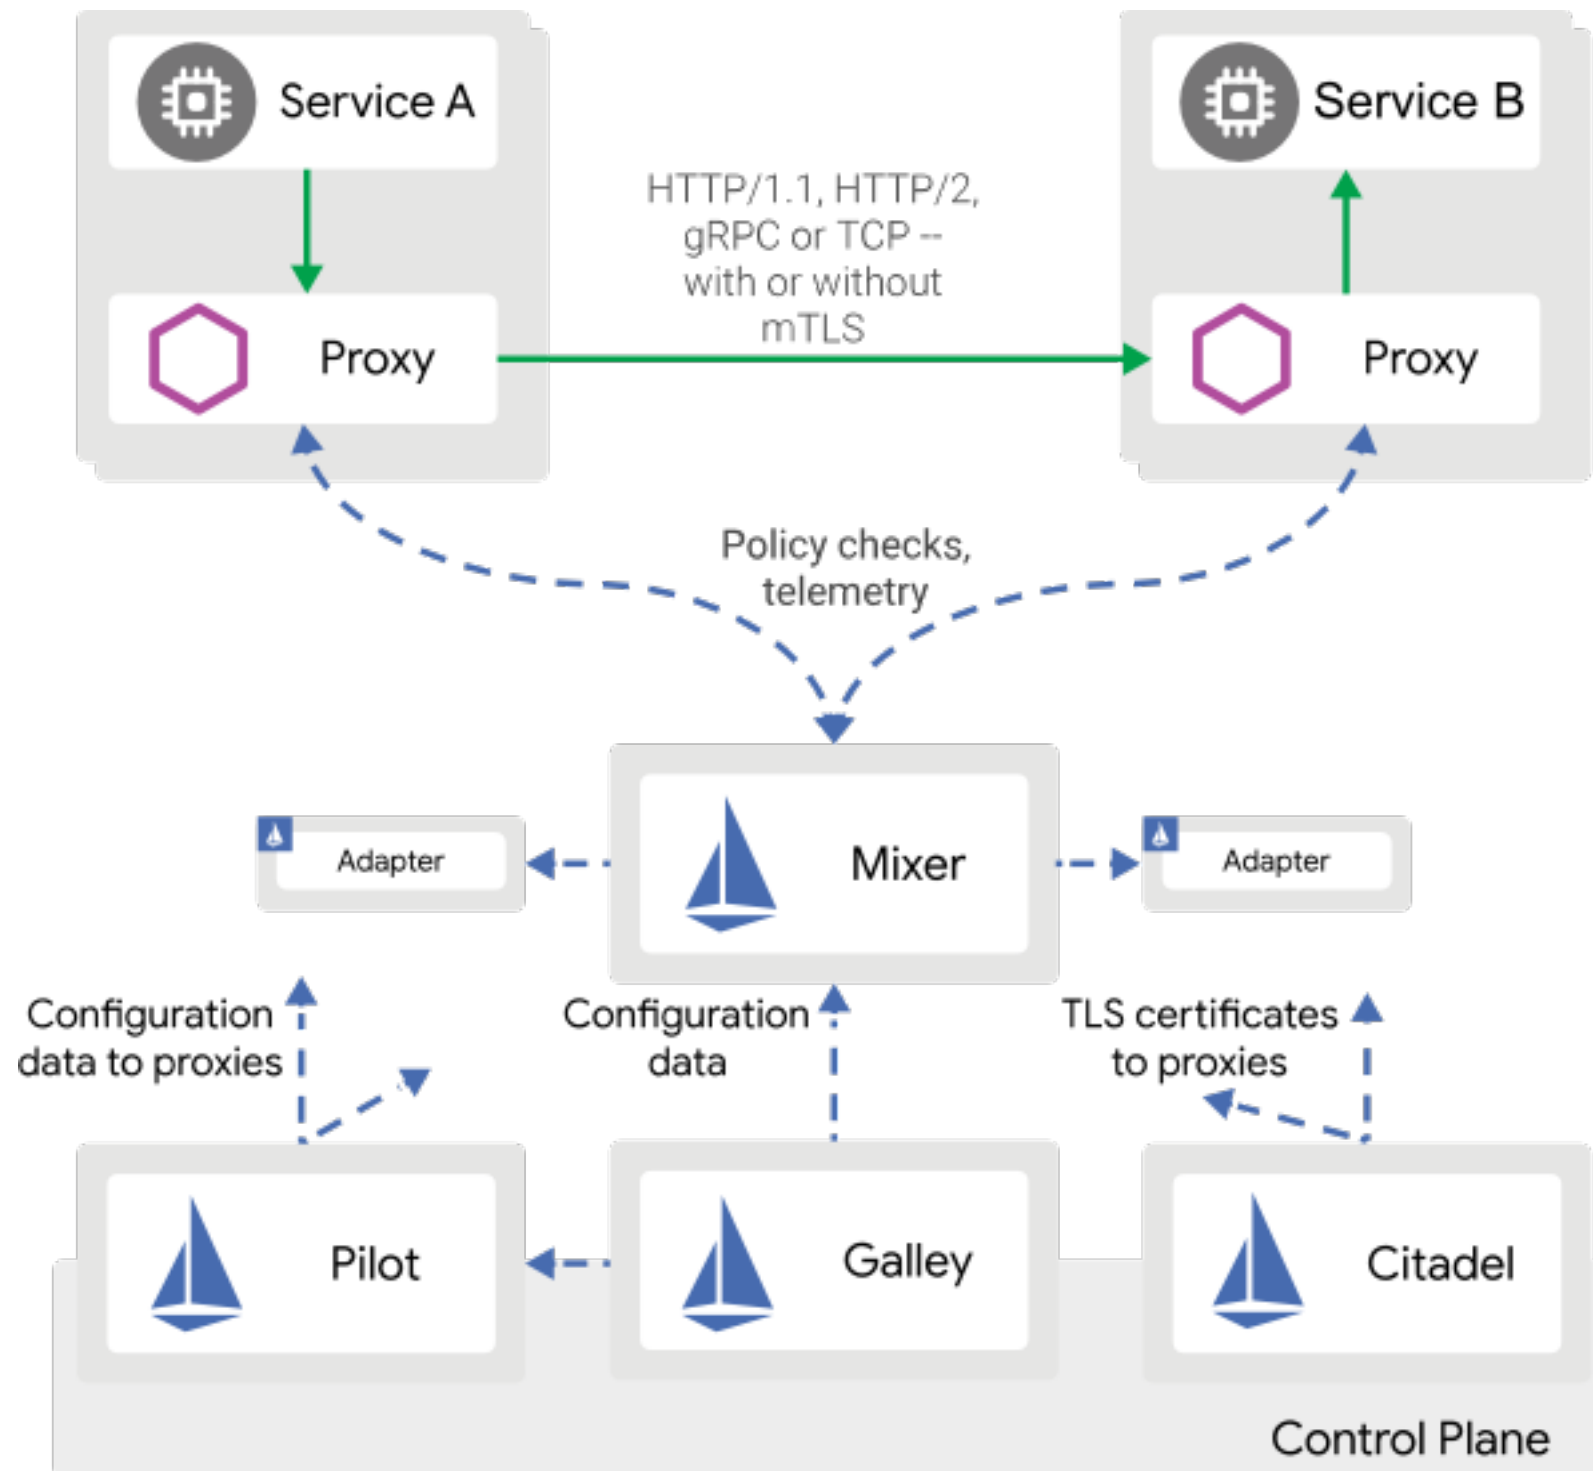 Service A
Service B
HTTP/1.1, HTTP/2,
gRPC or TCP --
with or without
mTLS
Proxy
Proxy
Policy checks,
telemetry
Adapter
Mixer
Adapter
Configuration
data to proxies
Configuration
data
TLS certificates
to proxies
Pilot
Galley
Citadel
Control Plane